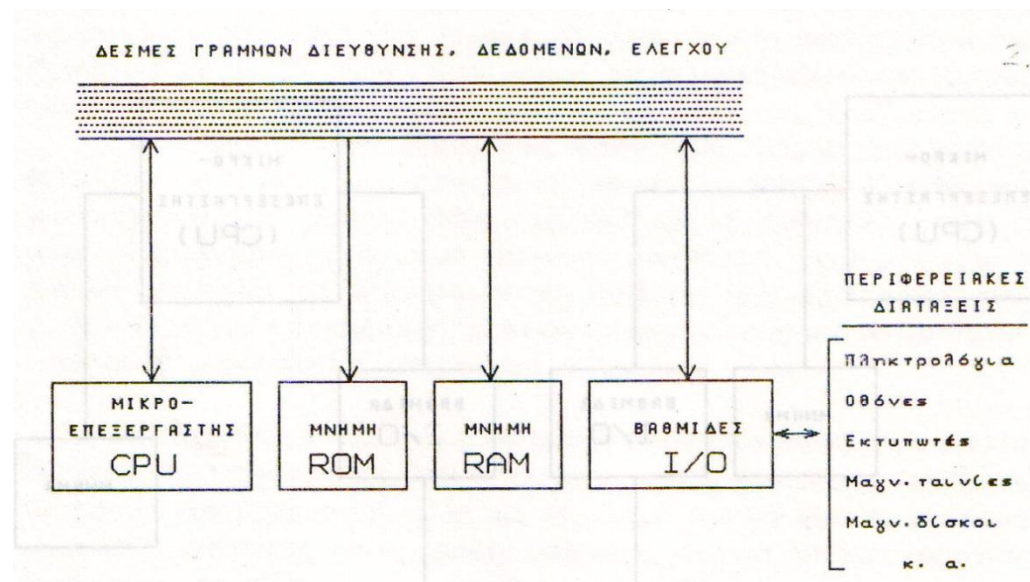 ΔΕΣΜΕΣ ΓΡΑΜΜΩΝ ΔΙΕΥΘΥΝΣΗΣ, ΔΕΔΟΜΕΝΩΝ, ΕΛΕΓΧΟΥ
2.
ΠΕΡΙΦΕΡΕΙΑΚΕΣ
ΔΙΑΤΑΞΕΙΣ
ΜΙΚΡΟ-
ΕΠΕΞΕΡΓΑΣΤΗΣ
CPU
ΜΝΗΜΗ
ROM
ΜΝΗΜΗ
RAM
ΒΑΘΜΙΔΕΣ
I/O
Πληκτρολόγια
Οθόνες
Εκτυπωτές
Μαγν. ταινίες
Μαγν. δίσκοι
κ. α.